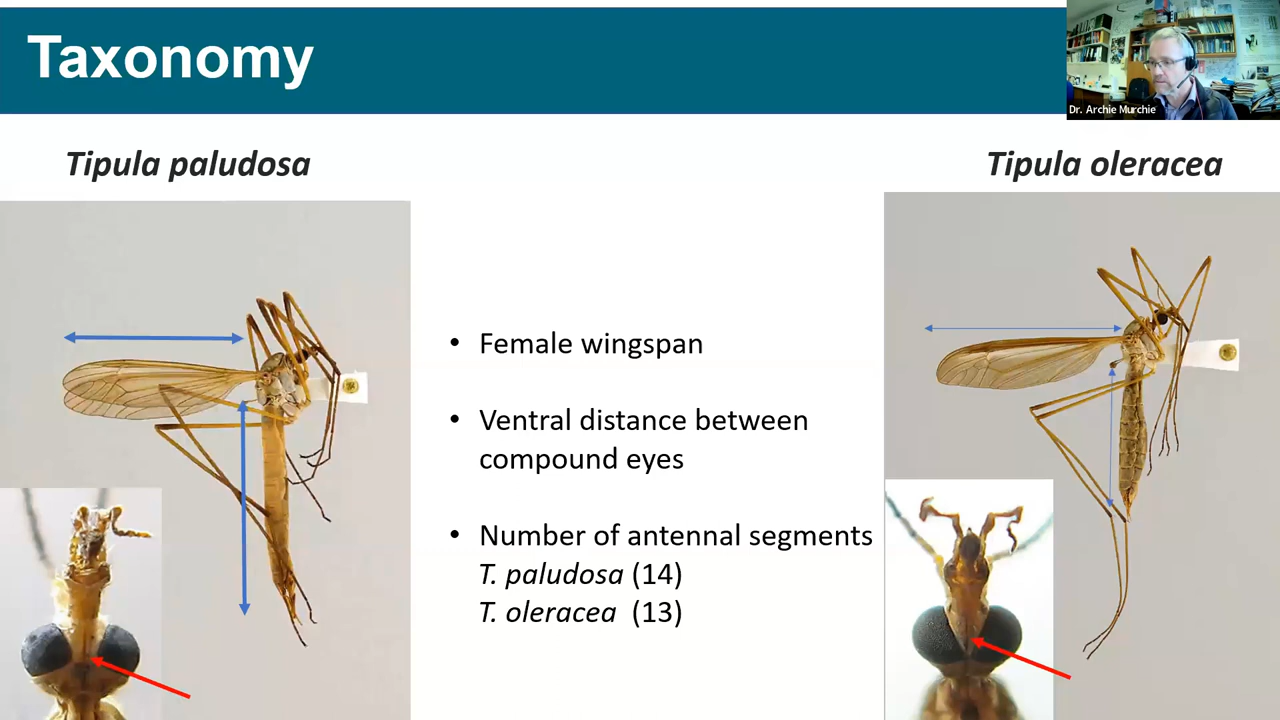 Taxonomy
Dr. Archie Murchie
Tipula paludosa
Tipula oleracea
• Female wingspan
• Ventral distance between
compound eyes
• Number of antennal segments
T. paludosa (14)
T. oleracea (13)